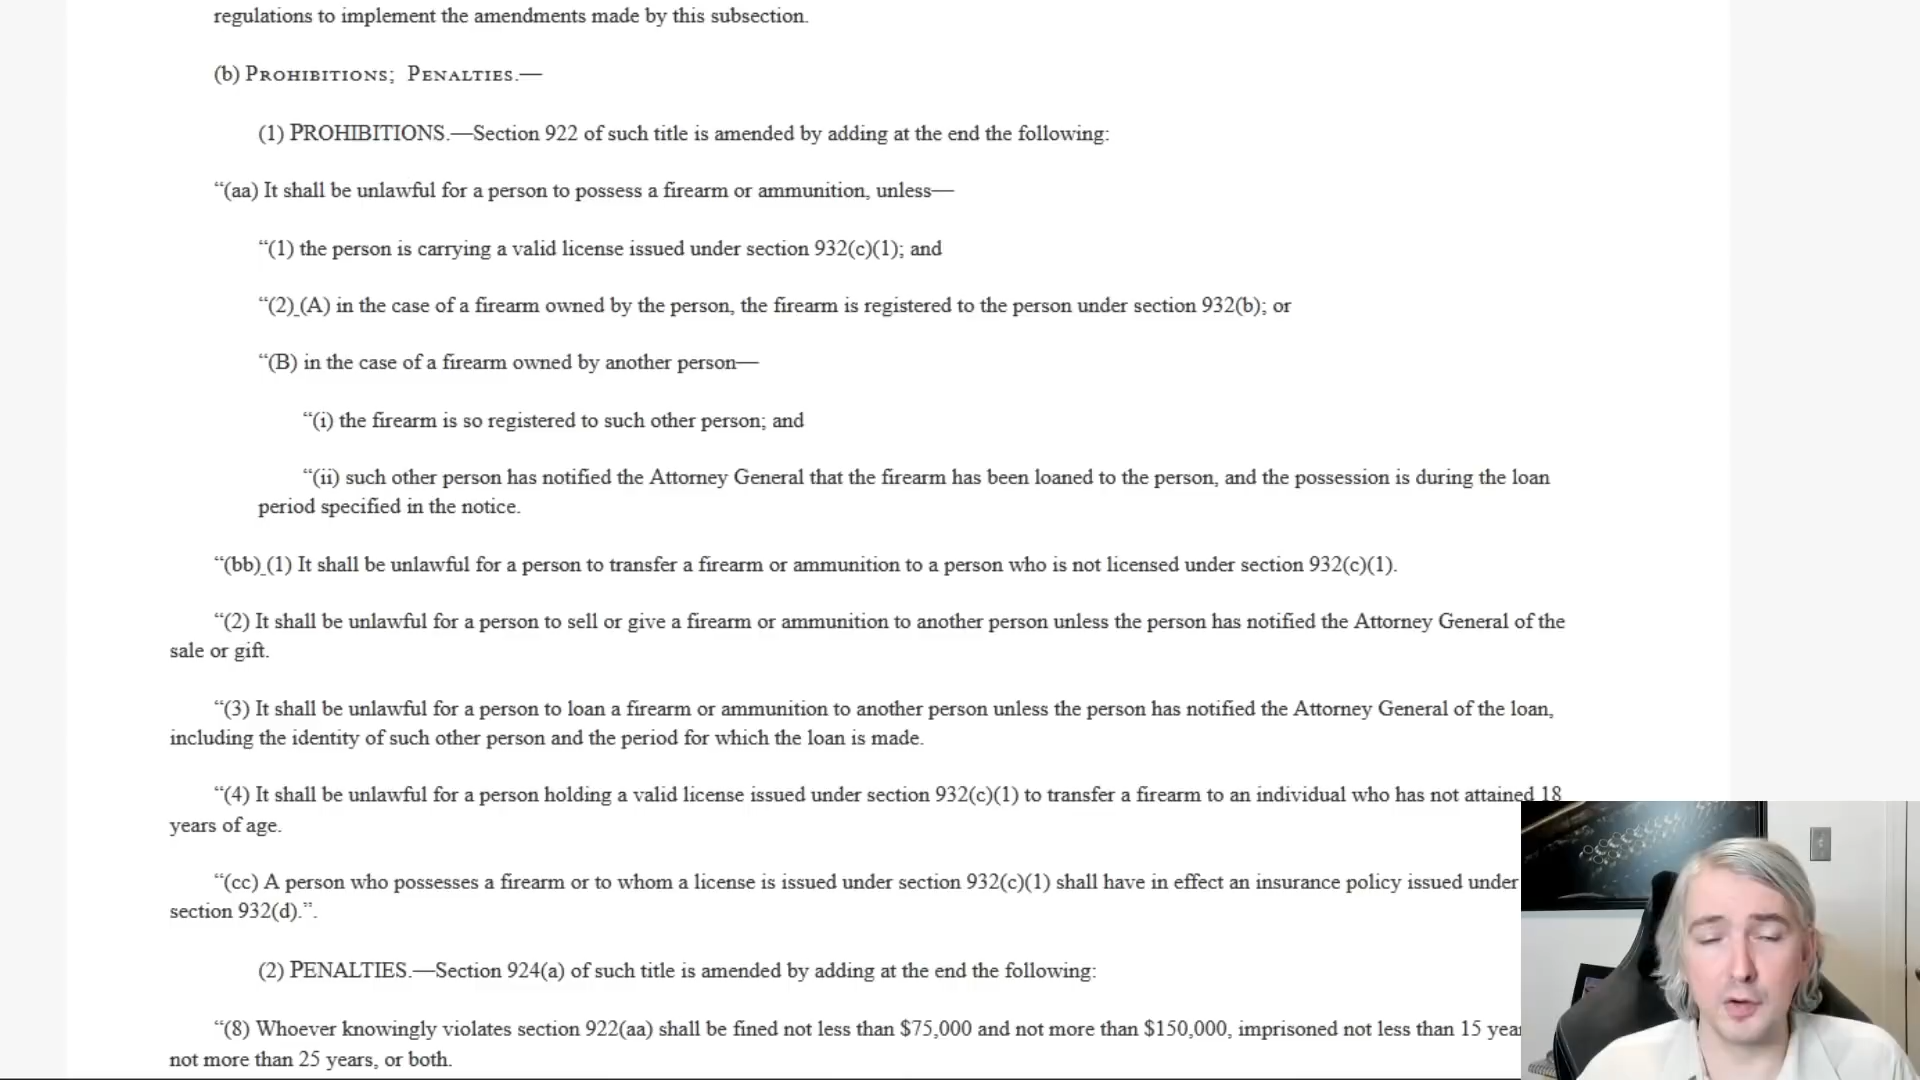 regulations to implement the amendments made by this subsection.
(b) PROHIBITIONS; PENALTIES.—
(1) PROHIBITIONS.—Section 922 of such title is amended by adding at the end the following:
“(aa) It shall be unlawful for a person to possess a firearm or ammunition, unless—
“(1) the person is carrying a valid license issued under section 932(c)(1); and
“(2) (A) in the case of a firearm owned by the person, the firearm is registered to the person under section 932(b); or
“(B) in the case of a firearm owned by another person—
“(i) the firearm is so registered to such other person; and
“(ii) such other person has notified the Attorney General that the firearm has been loaned to the person, and the possession is during the loan
period specified in the notice.
“(bb) (1) It shall be unlawful for a person to transfer a firearm or ammunition to a person who is not licensed under section 932(c)(1).
“(2) It shall be unlawful for a person to sell or give a firearm or ammunition to another person unless the person has notified the Attorney General of the
sale or gift.
“(3) It shall be unlawful for a person to loan a firearm or ammunition to another person unless the person has notified the Attorney General of the loan,
including the identity of such other person and the period for which the loan is made.
“(4) It shall be unlawful for a person holding a valid license issued under section 932(c)(1) to transfer a firearm to an individual who has not attained 18
years of age.
“(cc) A person who possesses a firearm or to whom a license is issued under section 932(c)(1) shall have in effect an insurance policy issued under
section 932(d).”.
(2) PENALTIES.—Section 924(a) of such title is amended by adding at the end the following:
“(8) Whoever knowingly violates section 922(aa) shall be fined not less than $75,000 and not more than $150,000, imprisoned not less than 15
not more than 25 years, or both.